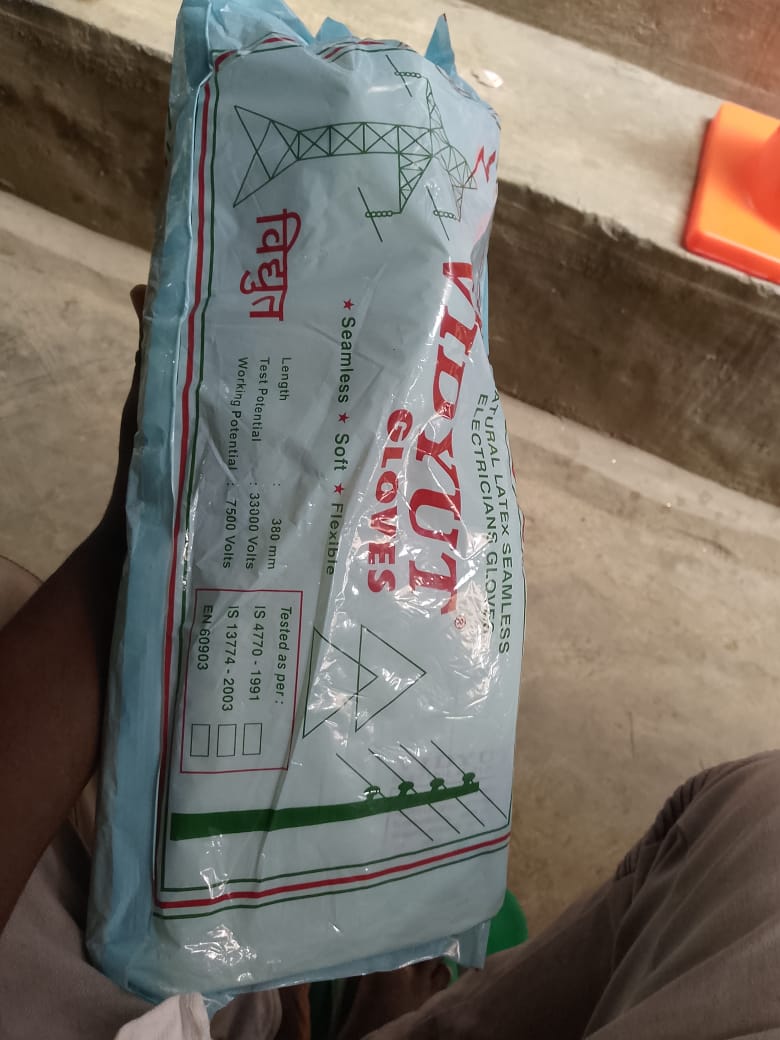 NATURAL LATEX SEAMLESS
ELECTRICIANS GLOVES
VIDYUT®
GLOVES
★ Seamless ★ Soft ★ Flexible
विद्युत
Length : 380 mm
Test Potential : 33000 Volts
Working Potential : 7500 Volts
Tested as per :
IS 4770 - 1991
IS 13774 - 2003
EN 60903